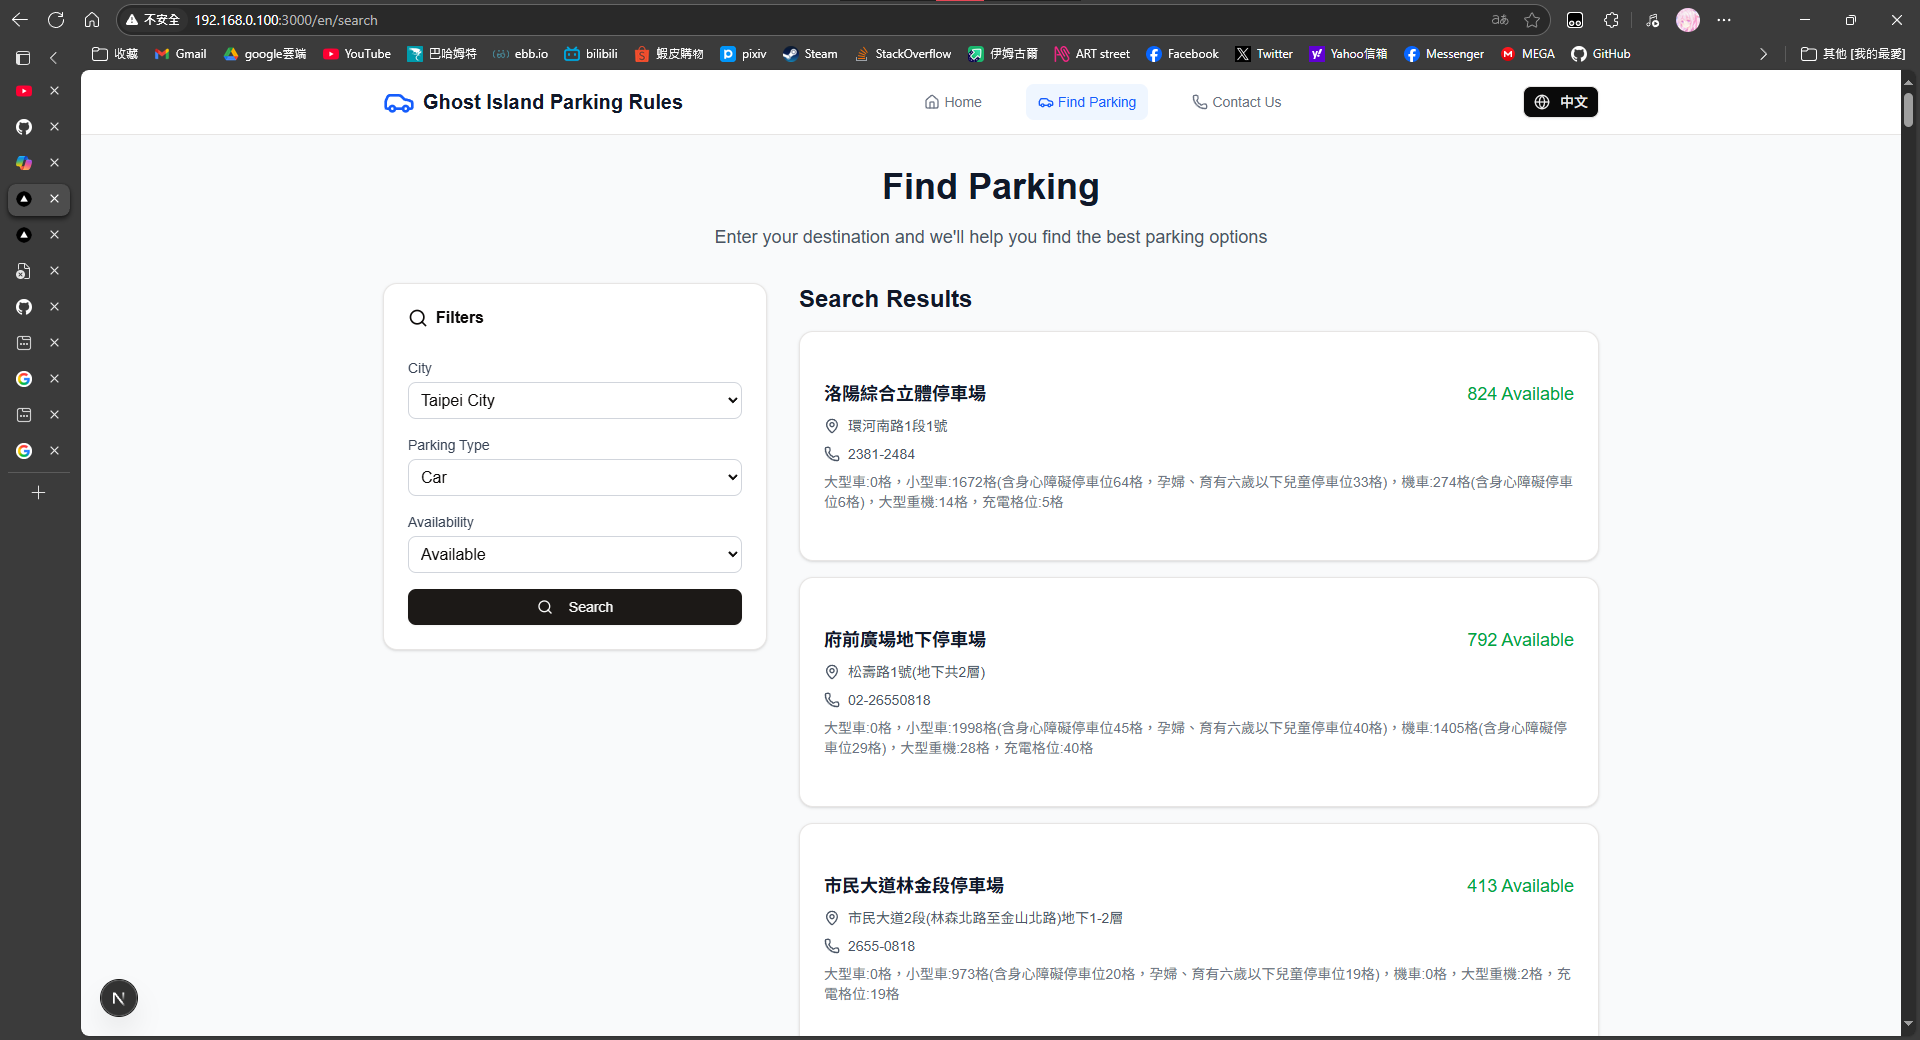 不安全 192.168.0.100:3000/en/search
收藏 Gmail google雲端 YouTube 巴哈姆特 ebb.io bilibili 蝦皮購物 pixiv Steam StackOverflow 伊姆古爾 ART street Facebook Twitter Yahoo信箱 Messenger MEGA GitHub 其他 [我的最愛]
Ghost Island Parking Rules Home Find Parking Contact Us 中文
Find Parking
Enter your destination and we'll help you find the best parking options
Filters
City
Taipei City
Parking Type
Car
Availability
Available
Search
Search Results
洛陽綜合立體停車場 824 Available
環河南路1段1號
2381-2484
大型車:0格，小型車:1672格(含身心障礙停車位64格，孕婦、育有六歲以下兒童停車位33格)，機車:274格(含身心障礙停車
位6格)，大型重機:14格，充電格位:5格
府前廣場地下停車場 792 Available
松壽路1號(地下共2層)
02-26550818
大型車:0格，小型車:1998格(含身心障礙停車位45格，孕婦、育有六歲以下兒童停車位40格)，機車:1405格(含身心障礙停
車位29格)，大型重機:28格，充電格位:40格
市民大道林金段停車場 413 Available
市民大道2段(林森北路至金山北路)地下1-2層
2655-0818
大型車:0格，小型車:973格(含身心障礙停車位20格，孕婦、育有六歲以下兒童停車位19格)，機車:0格，大型重機:2格，充
電格位:19格
N